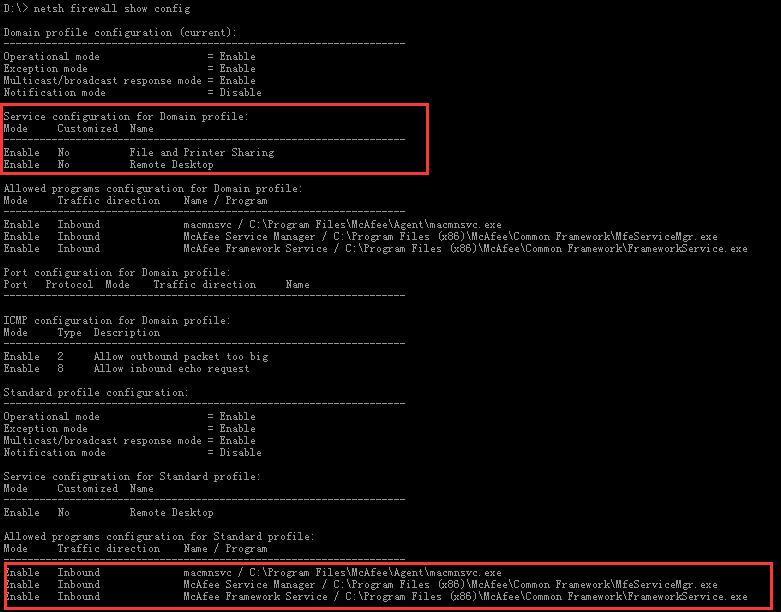 D:\> netsh firewall show config
Domain profile configuration (current):
-------------------------------------------------------------------
Operational mode                  = Enable
Exception mode                    = Enable
Multicast/broadcast response mode = Enable
Notification mode                 = Disable
Service configuration for Domain profile:
Mode     Customized  Name
-------------------------------------------------------------------
Enable   No          File and Printer Sharing
Enable   No          Remote Desktop
Allowed programs configuration for Domain profile:
Mode     Traffic direction    Name / Program
-------------------------------------------------------------------
Enable   Inbound              macmnsvc / C:\Program Files\McAfee\Agent\macmnsvc.exe
Enable   Inbound              McAfee Service Manager / C:\Program Files (x86)\McAfee\Common Framework\MfeServiceMgr.exe
Enable   Inbound              McAfee Framework Service / C:\Program Files (x86)\McAfee\Common Framework\FrameworkService.exe
Port configuration for Domain profile:
Port   Protocol  Mode    Traffic direction     Name
-------------------------------------------------------------------
ICMP configuration for Domain profile:
Mode     Type  Description
-------------------------------------------------------------------
Enable   2     Allow outbound packet too big
Enable   8     Allow inbound echo request
Standard profile configuration:
-------------------------------------------------------------------
Operational mode                  = Enable
Exception mode                    = Enable
Multicast/broadcast response mode = Enable
Notification mode                 = Disable
Service configuration for Standard profile:
Mode     Customized  Name
-------------------------------------------------------------------
Enable   No          Remote Desktop
Allowed programs configuration for Standard profile:
Mode     Traffic direction    Name / Program
-------------------------------------------------------------------
Enable   Inbound              macmnsvc / C:\Program Files\McAfee\Agent\macmnsvc.exe
Enable   Inbound              McAfee Service Manager / C:\Program Files (x86)\McAfee\Common Framework\MfeServiceMgr.exe
Enable   Inbound              McAfee Framework Service / C:\Program Files (x86)\McAfee\Common Framework\FrameworkService.exe